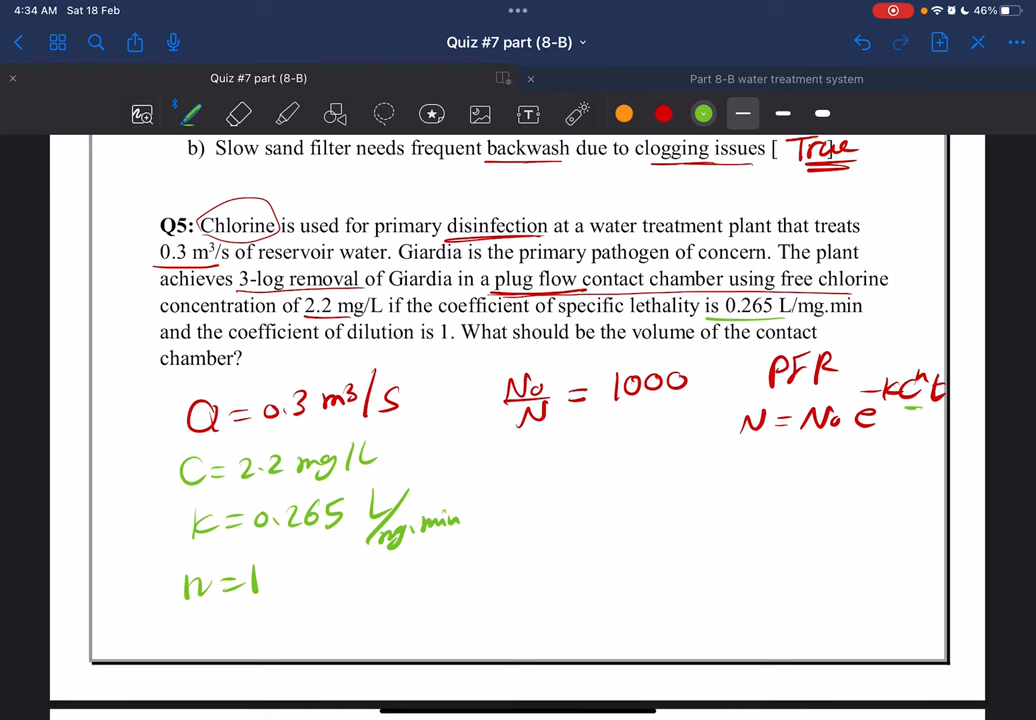 4:34 AM Sat 18 Feb
46%
Quiz #7 part (8-B)
Quiz #7 part (8-B)
Part 8-B water treatment system
b) Slow sand filter needs frequent backwash due to clogging issues [ True ]
Q5: Chlorine is used for primary disinfection at a water treatment plant that treats
0.3 m³/s of reservoir water. Giardia is the primary pathogen of concern. The plant
achieves 3-log removal of Giardia in a plug flow contact chamber using free chlorine
concentration of 2.2 mg/L if the coefficient of specific lethality is 0.265 L/mg.min
and the coefficient of dilution is 1. What should be the volume of the contact
chamber?
Q = 0.3 m³/s
No/N = 1000
PFR
N = No e^-kCⁿt
C = 2.2 mg/L
k = 0.265 L/mg.min
n = 1